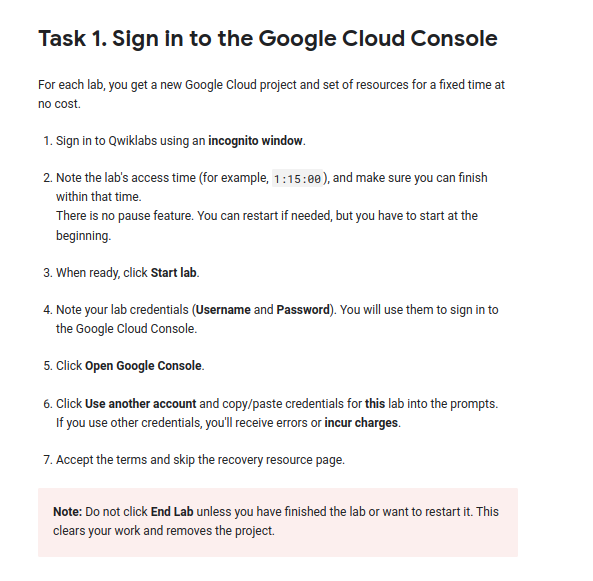 Task 1. Sign in to the Google Cloud Console
For each lab, you get a new Google Cloud project and set of resources for a fixed time at
no cost.
1. Sign in to Qwiklabs using an incognito window.
2. Note the lab's access time (for example, 1:15:00), and make sure you can finish
within that time.
There is no pause feature. You can restart if needed, but you have to start at the
beginning.
3. When ready, click Start lab.
4. Note your lab credentials (Username and Password). You will use them to sign in to
the Google Cloud Console.
5. Click Open Google Console.
6. Click Use another account and copy/paste credentials for this lab into the prompts.
If you use other credentials, you'll receive errors or incur charges.
7. Accept the terms and skip the recovery resource page.
Note: Do not click End Lab unless you have finished the lab or want to restart it. This
clears your work and removes the project.